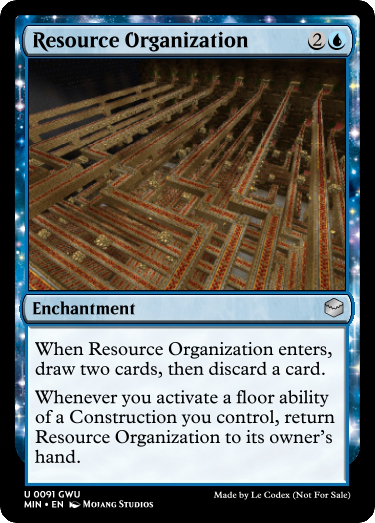 Resource Organization 2
Enchantment
When Resource Organization enters,
draw two cards, then discard a card.
Whenever you activate a floor ability
of a Construction you control, return
Resource Organization to its owner's
hand.
U 0091 GWU
MIN • EN Mojang Studios
Made by Le Codex (Not For Sale)